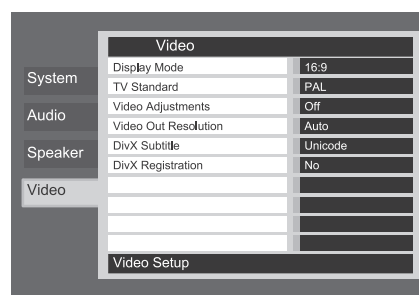 Video
System
Audio
Speaker
Video
Display Mode 16:9
TV Standard PAL
Video Adjustments Off
Video Out Resolution Auto
DivX Subtitle Unicode
DivX Registration No
Video Setup